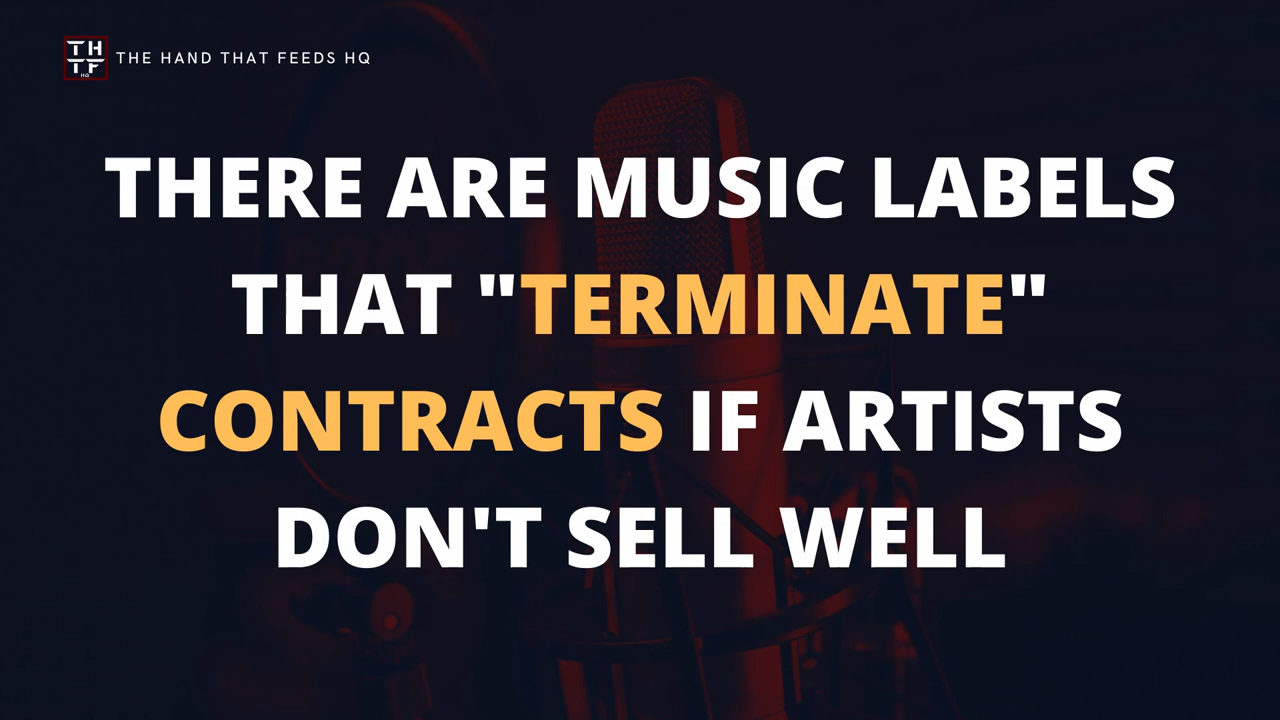 TH
TF
HQ
THE HAND THAT FEEDS HQ
THERE ARE MUSIC LABELS
THAT "TERMINATE"
CONTRACTS IF ARTISTS
DON'T SELL WELL